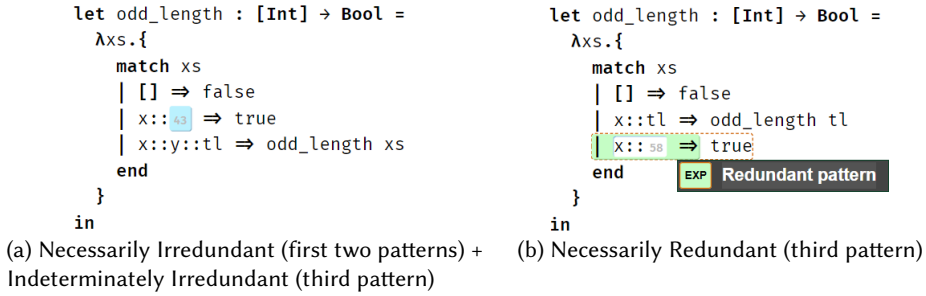 let odd_length : [Int] → Bool =
λxs.{
match xs
| [] ⇒ false
| x::43 ⇒ true
| x::y::tl ⇒ odd_length xs
end
}
in
(a) Necessarily Irredundant (first two patterns) +
Indeterminately Irredundant (third pattern)
let odd_length : [Int] → Bool =
λxs.{
match xs
| [] ⇒ false
| x::tl ⇒ odd_length tl
| x:: 58 ⇒ true
end
EXP Redundant pattern
}
in
(b) Necessarily Redundant (third pattern)